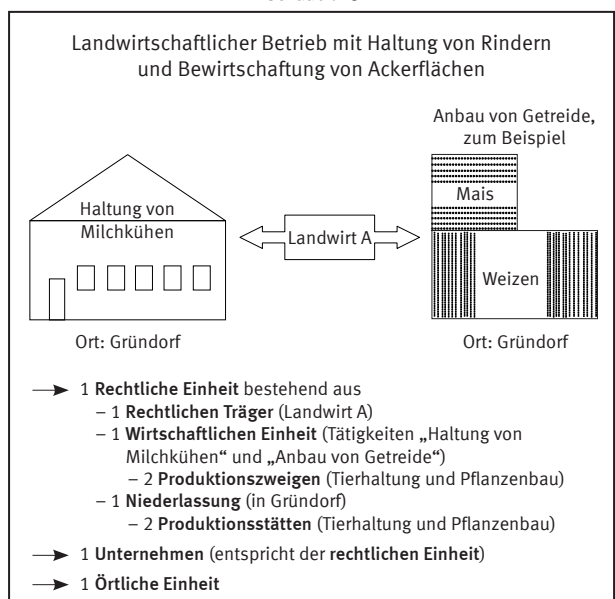 Landwirtschaftlicher Betrieb mit Haltung von Rindern
und Bewirtschaftung von Ackerflächen
Haltung von
Milchkühen
Ort: Gründorf
Landwirt A
Anbau von Getreide,
zum Beispiel
Mais
Weizen
Ort: Gründorf
1 Rechtliche Einheit bestehend aus
– 1 Rechtlichen Träger (Landwirt A)
– 1 Wirtschaftlichen Einheit (Tätigkeiten „Haltung von
Milchkühen“ und „Anbau von Getreide“)
– 2 Produktionszweigen (Tierhaltung und Pflanzenbau)
– 1 Niederlassung (in Gründorf)
– 2 Produktionsstätten (Tierhaltung und Pflanzenbau)
1 Unternehmen (entspricht der rechtlichen Einheit)
1 Örtliche Einheit